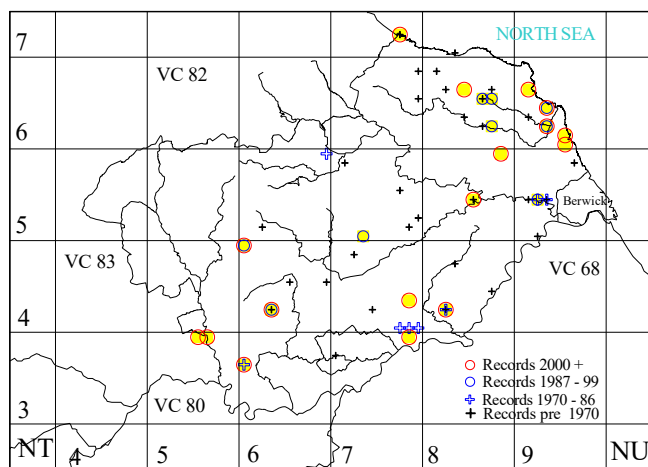 7
NORTH SEA
VC 82
6
Berwick
5
VC 83
VC 68
4
Records 2000 +
Records 1987 - 99
Records 1970 - 86
VC 80
Records pre 1970
3
NT 4 5 6 7 8 9 NU